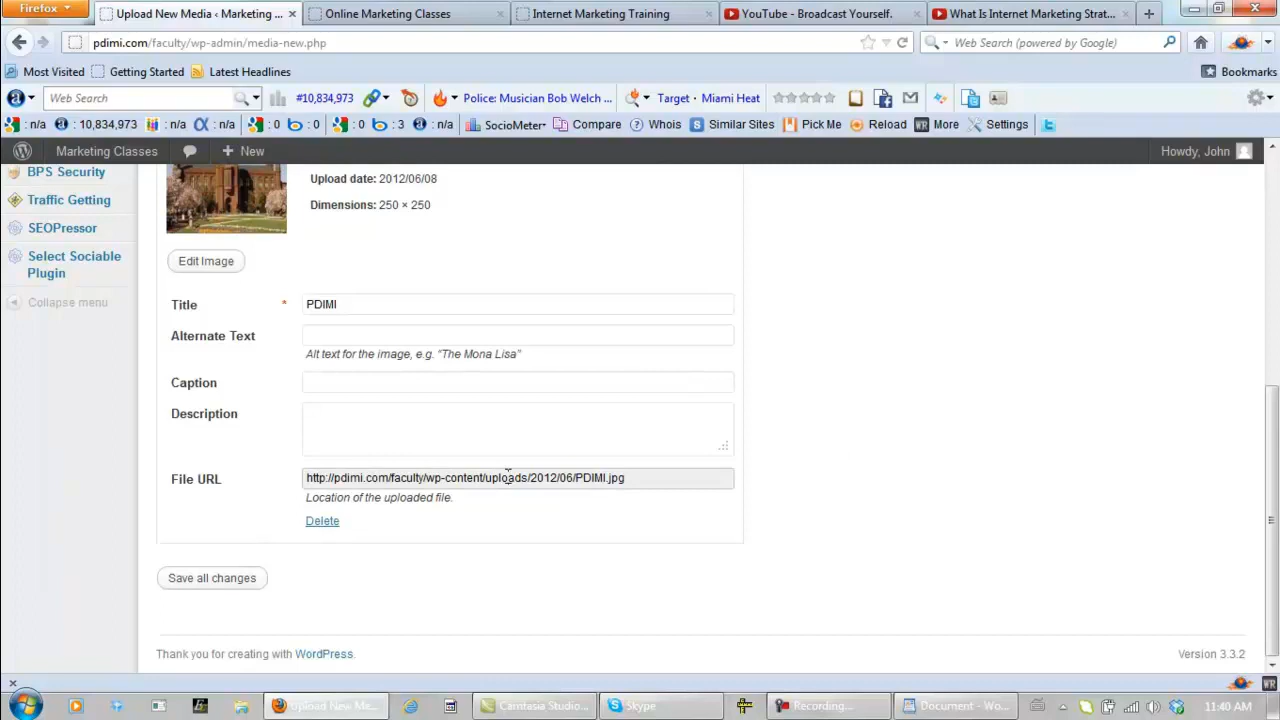 Firefox
Upload New Media ‹ Marketing ...
Online Marketing Classes
Internet Marketing Training
YouTube - Broadcast Yourself.
What Is Internet Marketing Strat...
pdimi.com/faculty/wp-admin/media-new.php
Web Search (powered by Google)
Most Visited
Getting Started
Latest Headlines
Bookmarks
Web Search
#10,834,973
Police: Musician Bob Welch ...
Target · Miami Heat
: n/a
: 10,834,973
: n/a
: n/a
: 0
: 0
: 0
: 3
: n/a
SocioMeter
Compare
Whois
Similar Sites
Pick Me
Reload
More
Settings
Marketing Classes
+ New
Howdy, John
BPS Security
Traffic Getting
SEOPressor
Select Sociable
Plugin
Collapse menu
Upload date: 2012/06/08
Dimensions: 250 × 250
Edit Image
Title * PDIMI
Alternate Text
Alt text for the image, e.g. “The Mona Lisa”
Caption
Description
File URL http://pdimi.com/faculty/wp-content/uploads/2012/06/PDIMI.jpg
Location of the uploaded file.
Delete
Save all changes
Thank you for creating with WordPress.
Version 3.3.2
Upload New Me...
Camtasia Studio...
Skype
Recording...
Document - Wo...
11:40 AM